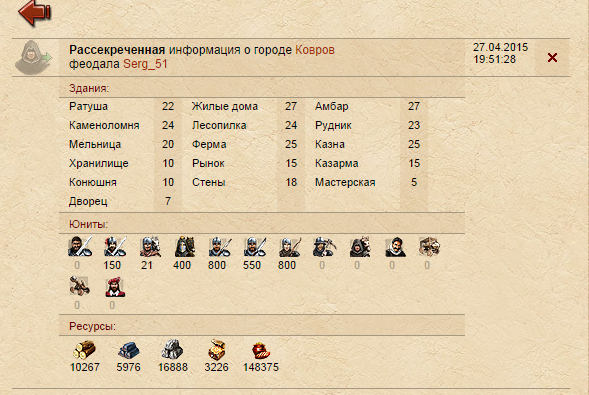 Рассекреченная информация о городе Ковров
феодала Serg_51
27.04.2015
19:51:28
Здания:
Ратуша 22 Жилые дома 27 Амбар 27
Каменоломня 24 Лесопилка 24 Рудник 23
Мельница 20 Ферма 25 Казна 25
Хранилище 10 Рынок 15 Казарма 15
Конюшня 10 Стены 18 Мастерская 5
Дворец 7
Юниты:
0 150 21 400 800 550 800 0 0 0 0
0 0
Ресурсы:
10267 5976 16888 3226 148375